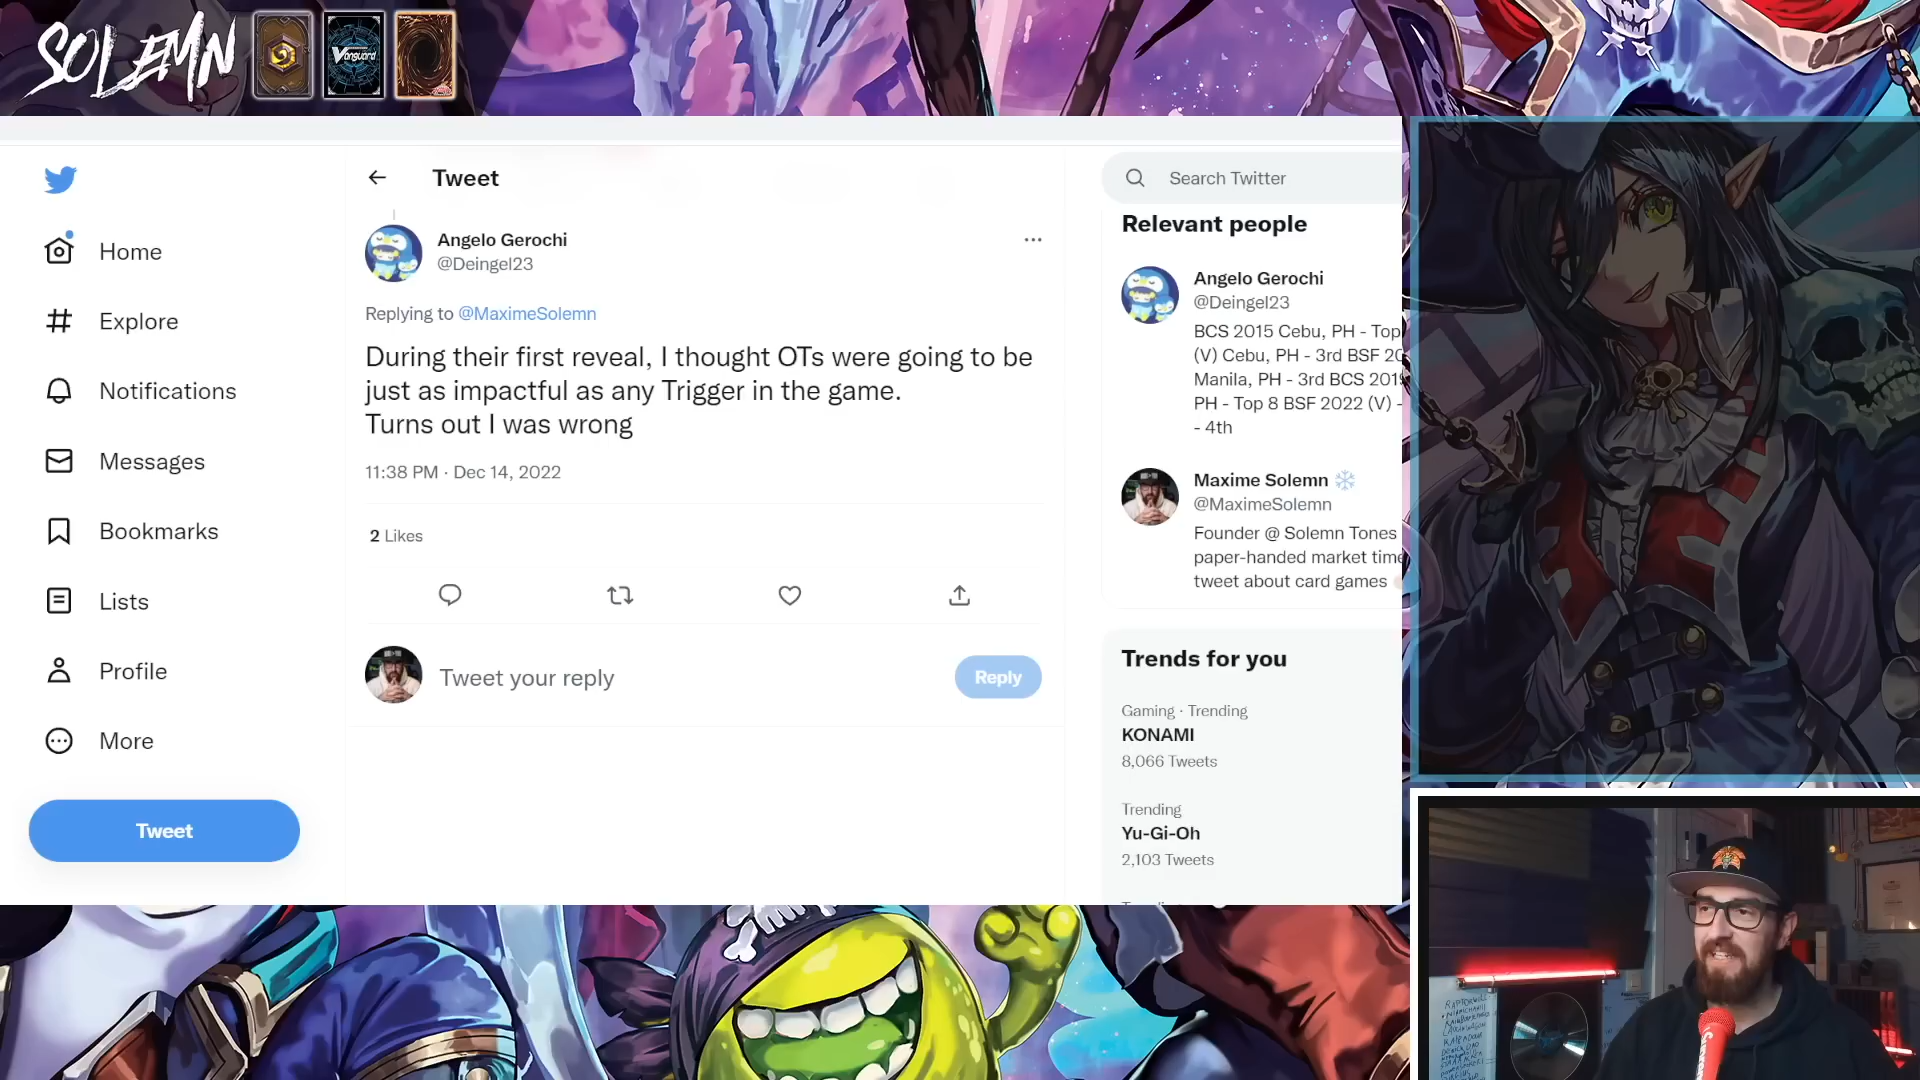 SOLEMN
Vanguard
Tweet
Search Twitter
Home
Explore
Notifications
Messages
Bookmarks
Lists
Profile
More
Tweet
Angelo Gerochi
@Deingel23
Replying to @MaximeSolemn
During their first reveal, I thought OTs were going to be
just as impactful as any Trigger in the game.
Turns out I was wrong
11:38 PM · Dec 14, 2022
2 Likes
Tweet your reply
Reply
Relevant people
Angelo Gerochi
@Deingel23
BCS 2015 Cebu, PH - Top
(V) Cebu, PH - 3rd BSF 20
Manila, PH - 3rd BCS 2019
PH - Top 8 BSF 2022 (V) -
- 4th
Maxime Solemn
@MaximeSolemn
Founder @ Solemn Tones
paper-handed market time
tweet about card games
Trends for you
Gaming · Trending
KONAMI
8,066 Tweets
Trending
Yu-Gi-Oh
2,103 Tweets